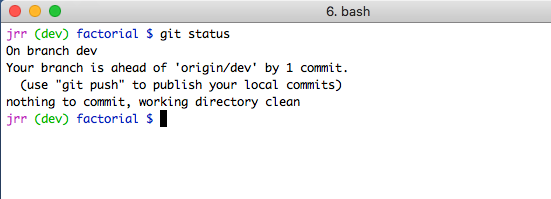 6. bash
jrr (dev) factorial $ git status
On branch dev
Your branch is ahead of 'origin/dev' by 1 commit.
  (use "git push" to publish your local commits)
nothing to commit, working directory clean
jrr (dev) factorial $